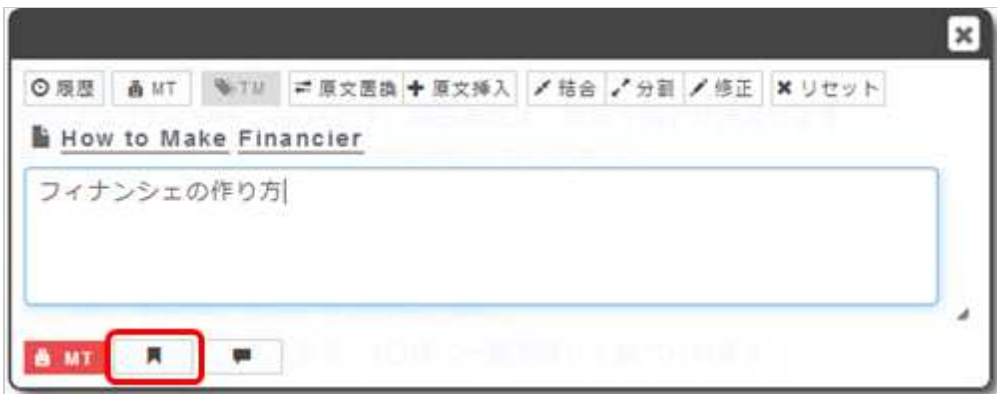 履歴 MT TM 原文置換 原文挿入 結合 分割 修正 リセット
How to Make Financier
フィナンシェの作り方
MT